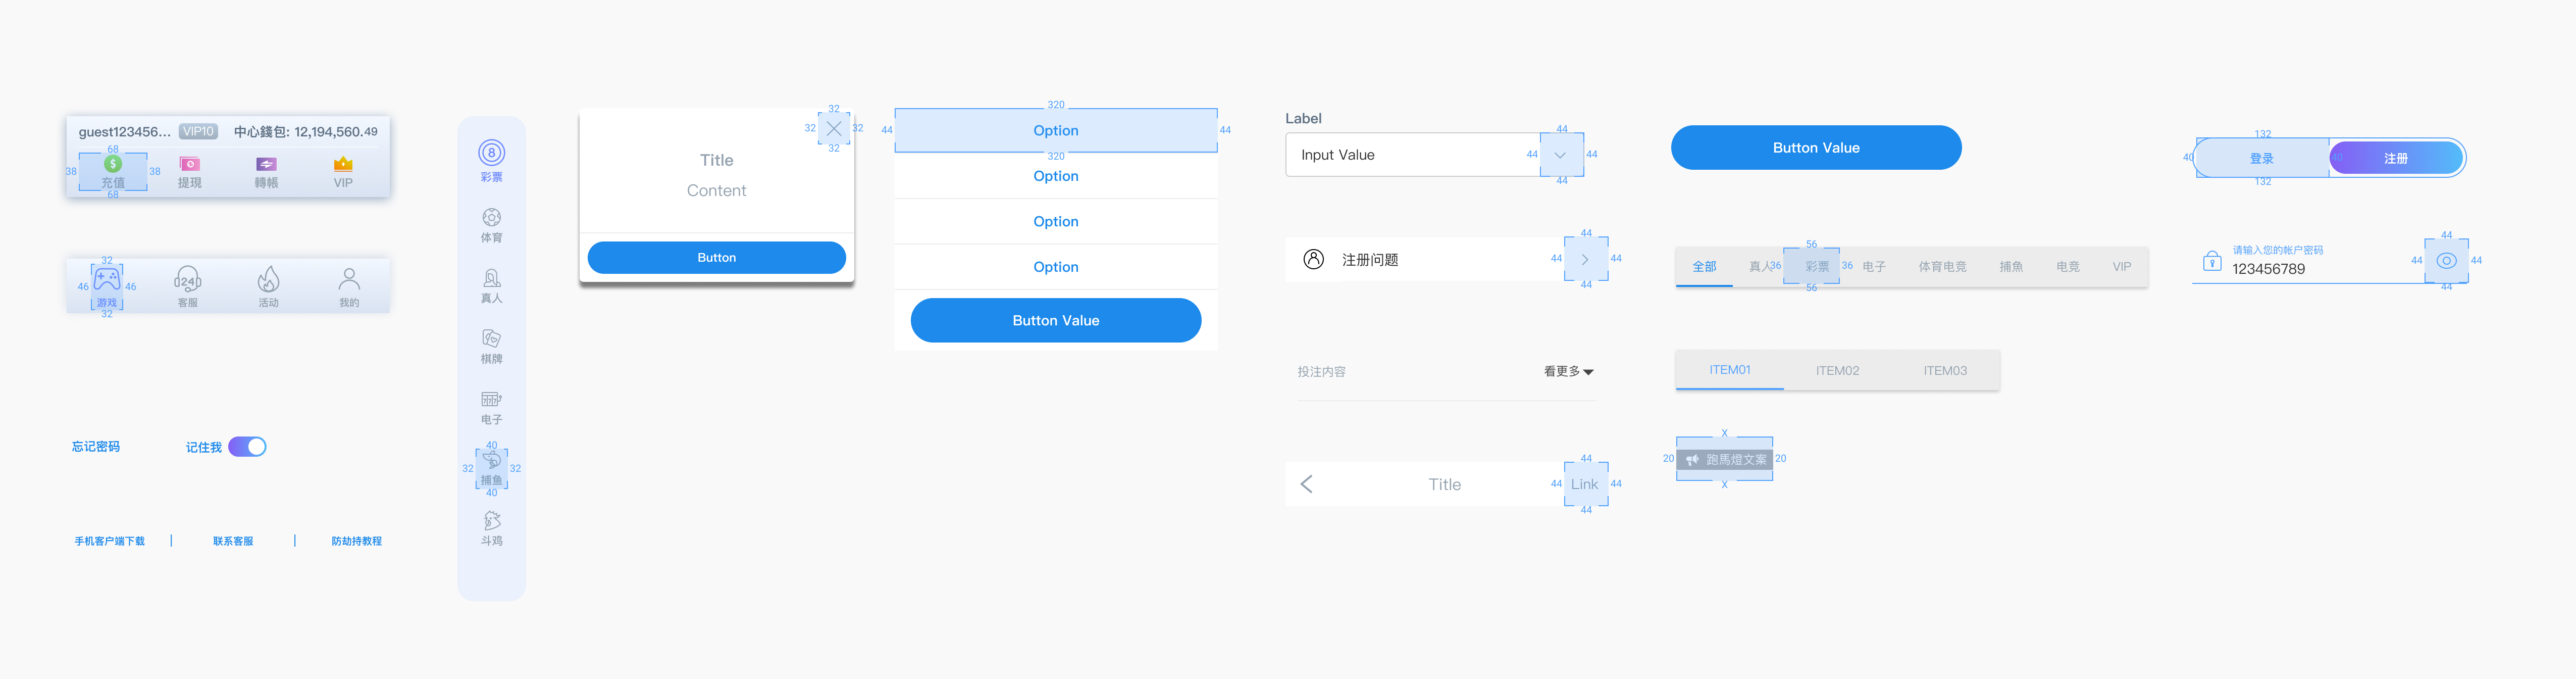 guest123456... VIP10 中心錢包: 12,194,560.49
68
38 38
充值 提現 轉帳 VIP
68
32
46 46
游戏 客服 活动 我的
24
32
忘记密码 记住我
手机客户端下载 | 联系客服 | 防劫持教程
8
彩票
体育
真人
棋牌
777
电子
40
32 32
捕鱼
40
斗鸡
32
32 32
32
Title
Content
Button
320
44 Option 44
320
Option
Option
Option
Button Value
Label
44
Input Value 44 44
44
44
注册问题 44 44
44
投注内容 看更多
44
Title 44 Link 44
44
Button Value
56
全部 真人 36 彩票 36 电子 体育电竞 捕魚 电竞 VIP
56
ITEM01 ITEM02 ITEM03
X
20 跑馬燈文案 20
X
132
40 登录 40 注册
132
44
请输入您的帐户密码
123456789 44 44
44